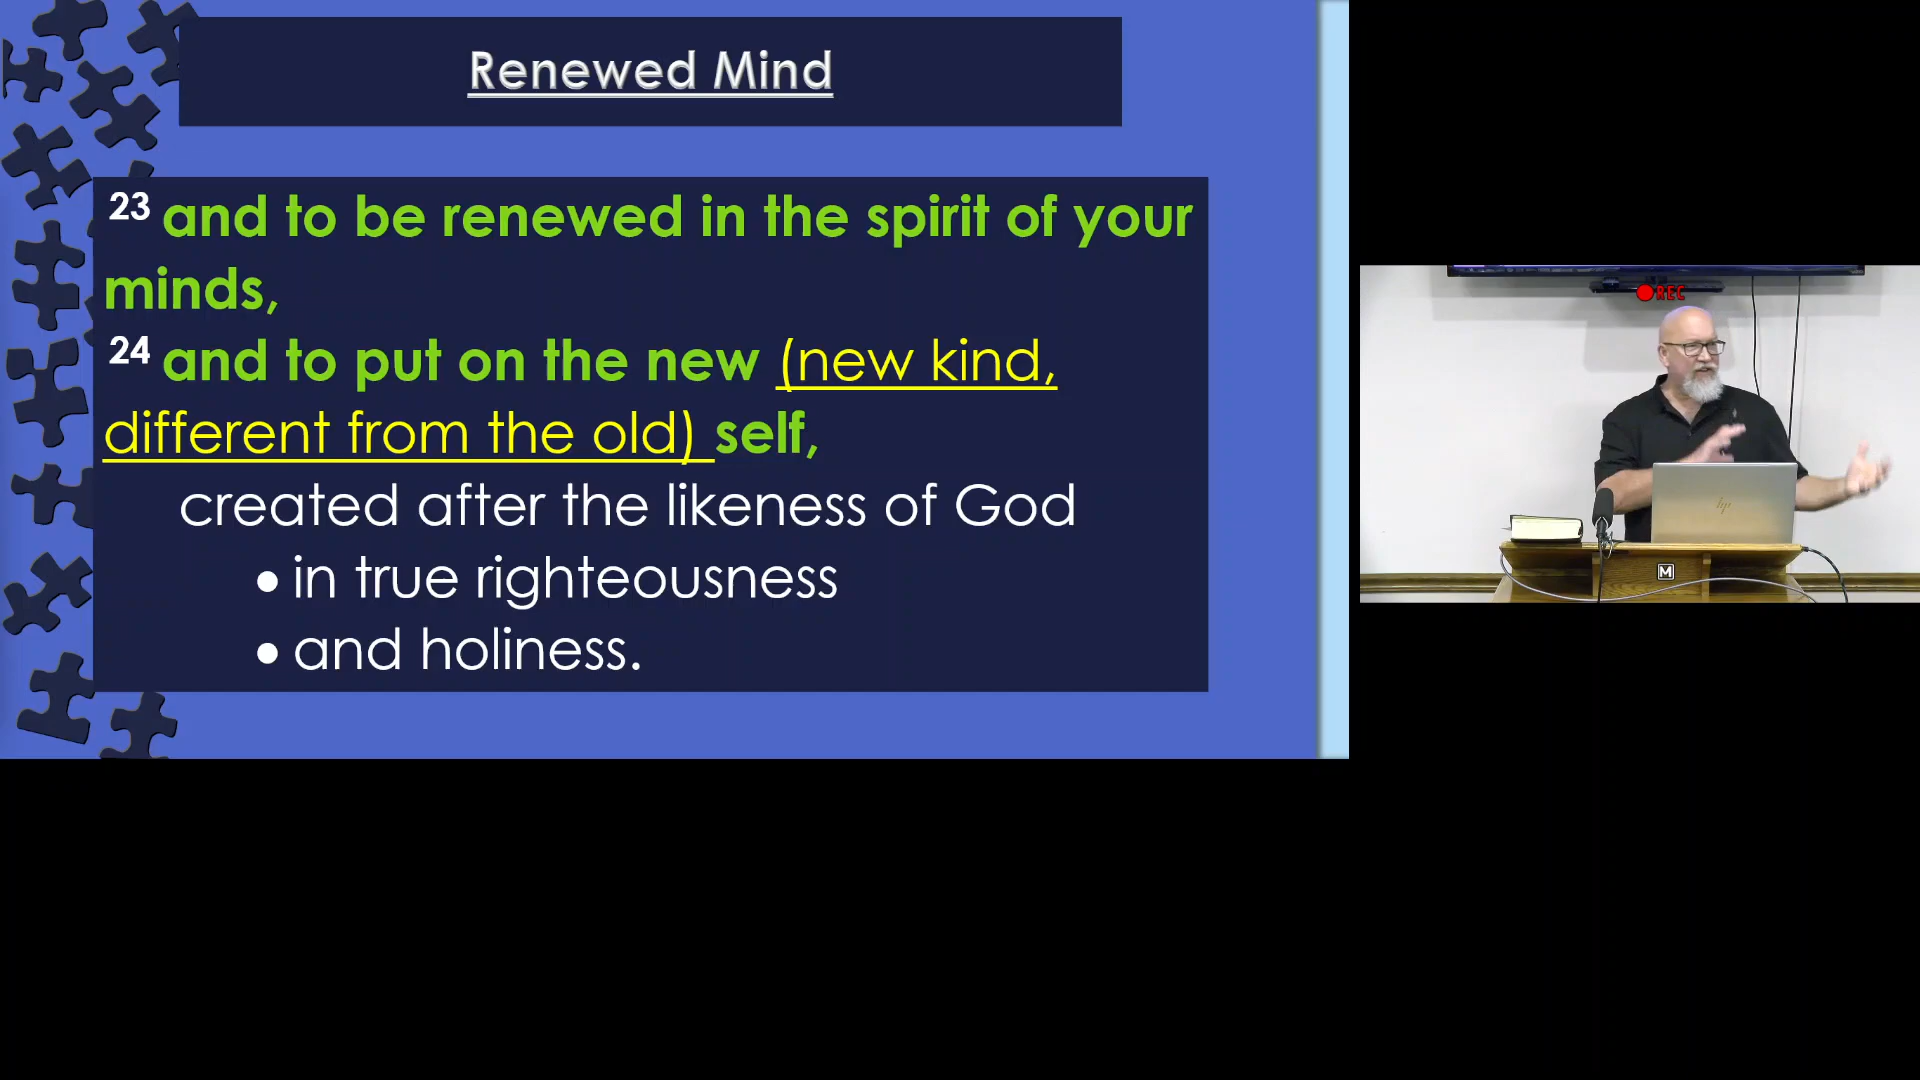 Renewed Mind
23 and to be renewed in the spirit of your
minds,
24 and to put on the new (new kind,
different from the old) self,
created after the likeness of God
• in true righteousness
• and holiness.
REC
hp
M